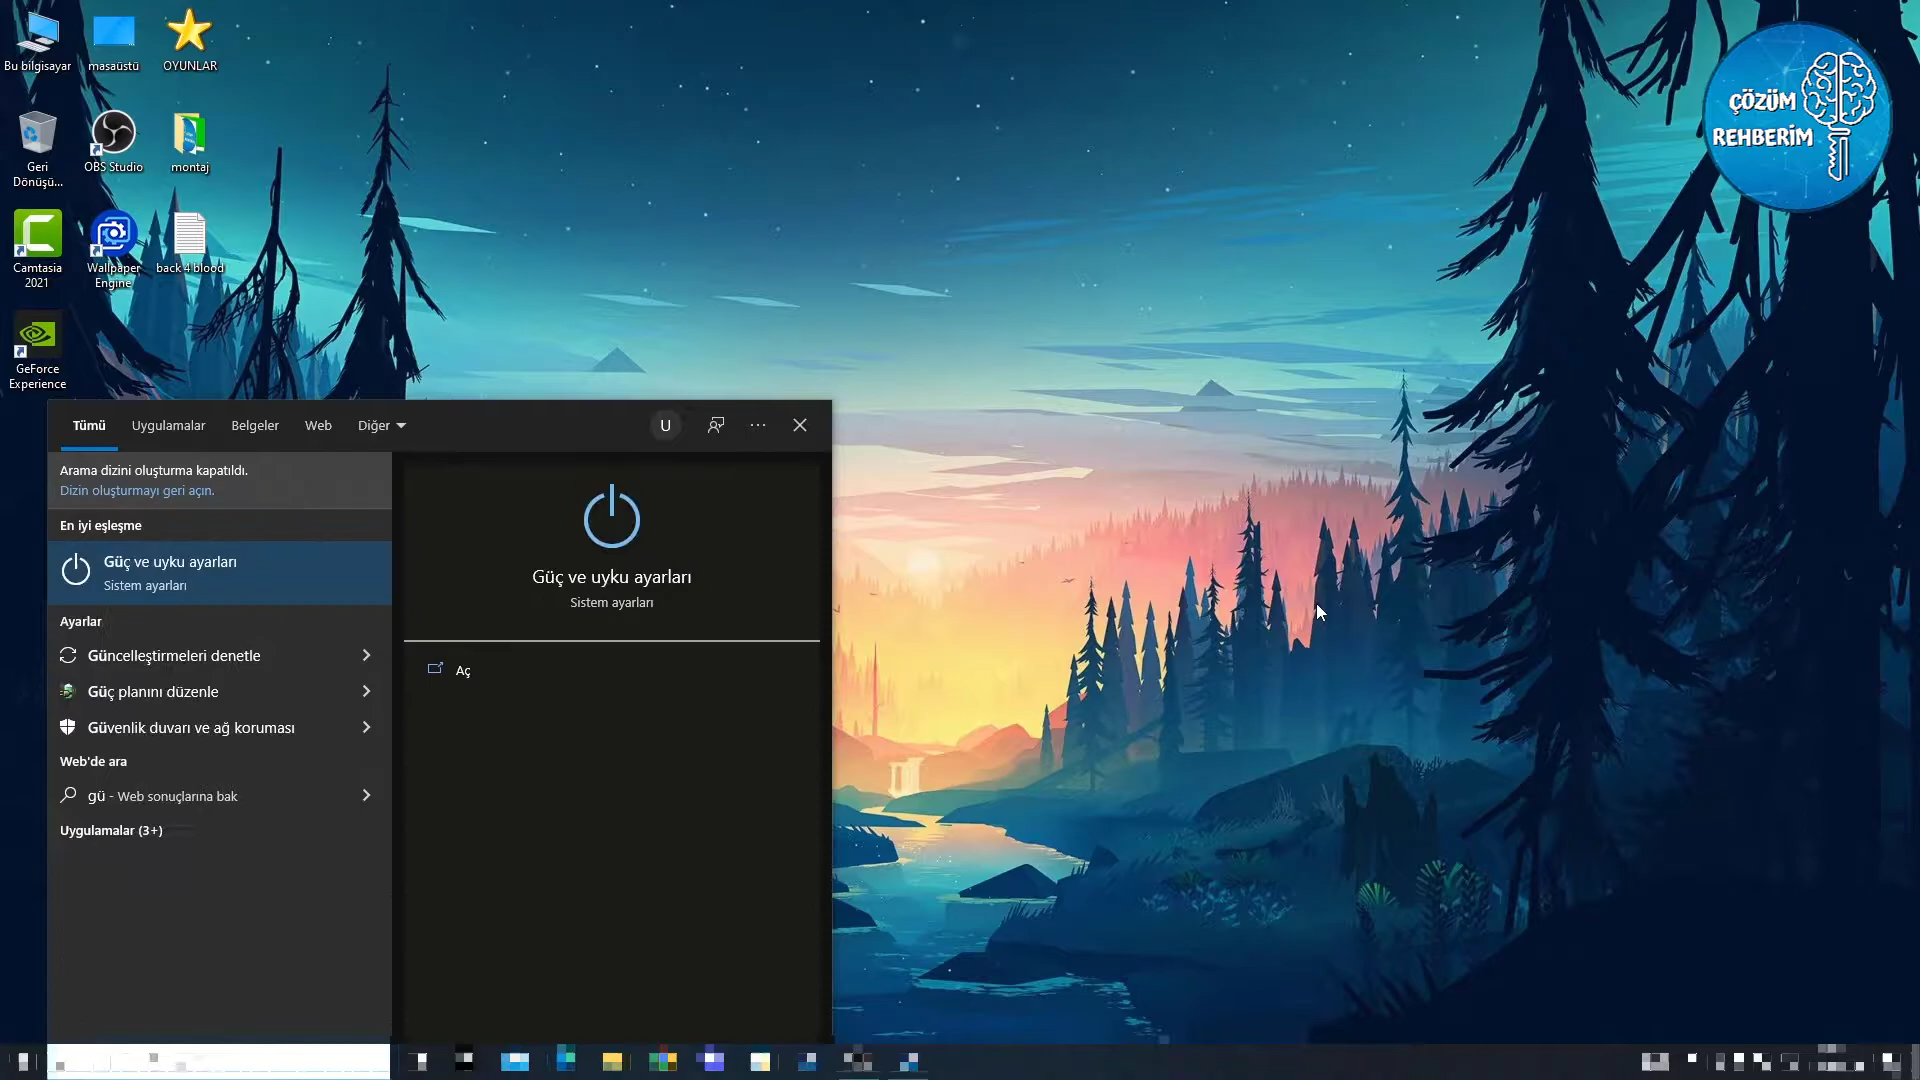 Bu bilgisayar
masaüstü
OYUNLAR
Geri
Dönüşü...
OBS Studio
montaj
Camtasia
2021
Wallpaper
Engine
back 4 blood
GeForce
Experience
ÇÖZÜM
REHBERİM
Tümü
Uygulamalar
Belgeler
Web
Diğer
U
Arama dizini oluşturma kapatıldı.
Dizin oluşturmayı geri açın.
En iyi eşleşme
Güç ve uyku ayarları
Sistem ayarları
Ayarlar
Güncelleştirmeleri denetle
Güç planını düzenle
Güvenlik duvarı ve ağ koruması
Web'de ara
gü - Web sonuçlarına bak
Uygulamalar (3+)
Güç ve uyku ayarları
Sistem ayarları
Aç